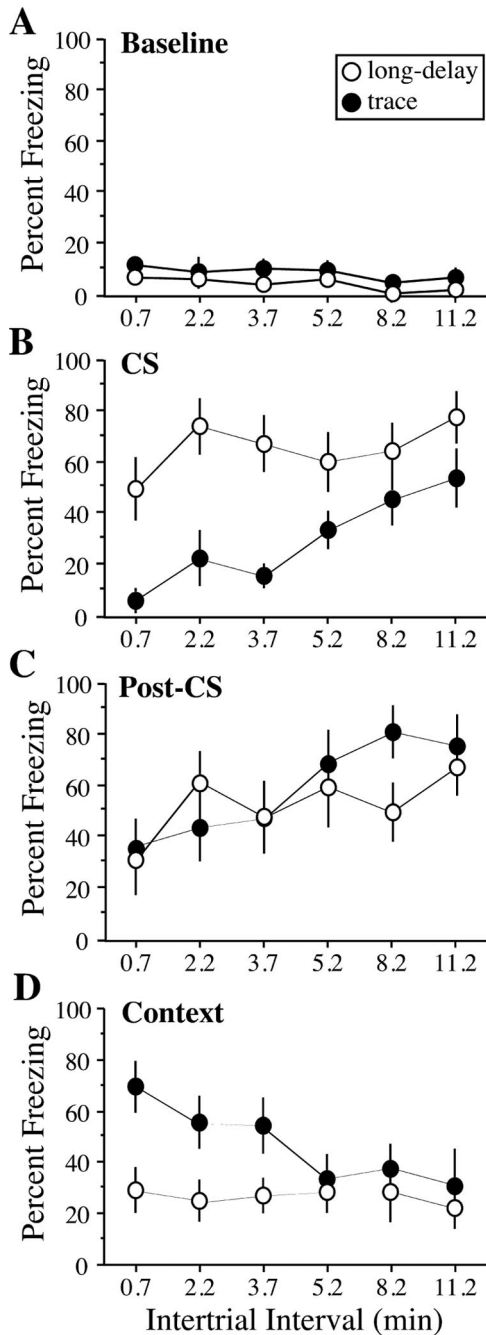 A
Baseline
long-delay
trace
Percent Freezing
100
80
60
40
20
0
0.7 2.2 3.7 5.2 8.2 11.2
B
CS
Percent Freezing
100
80
60
40
20
0
0.7 2.2 3.7 5.2 8.2 11.2
C
Post-CS
Percent Freezing
100
80
60
40
20
0
0.7 2.2 3.7 5.2 8.2 11.2
D
Context
Percent Freezing
100
80
60
40
20
0
0.7 2.2 3.7 5.2 8.2 11.2
Intertrial Interval (min)